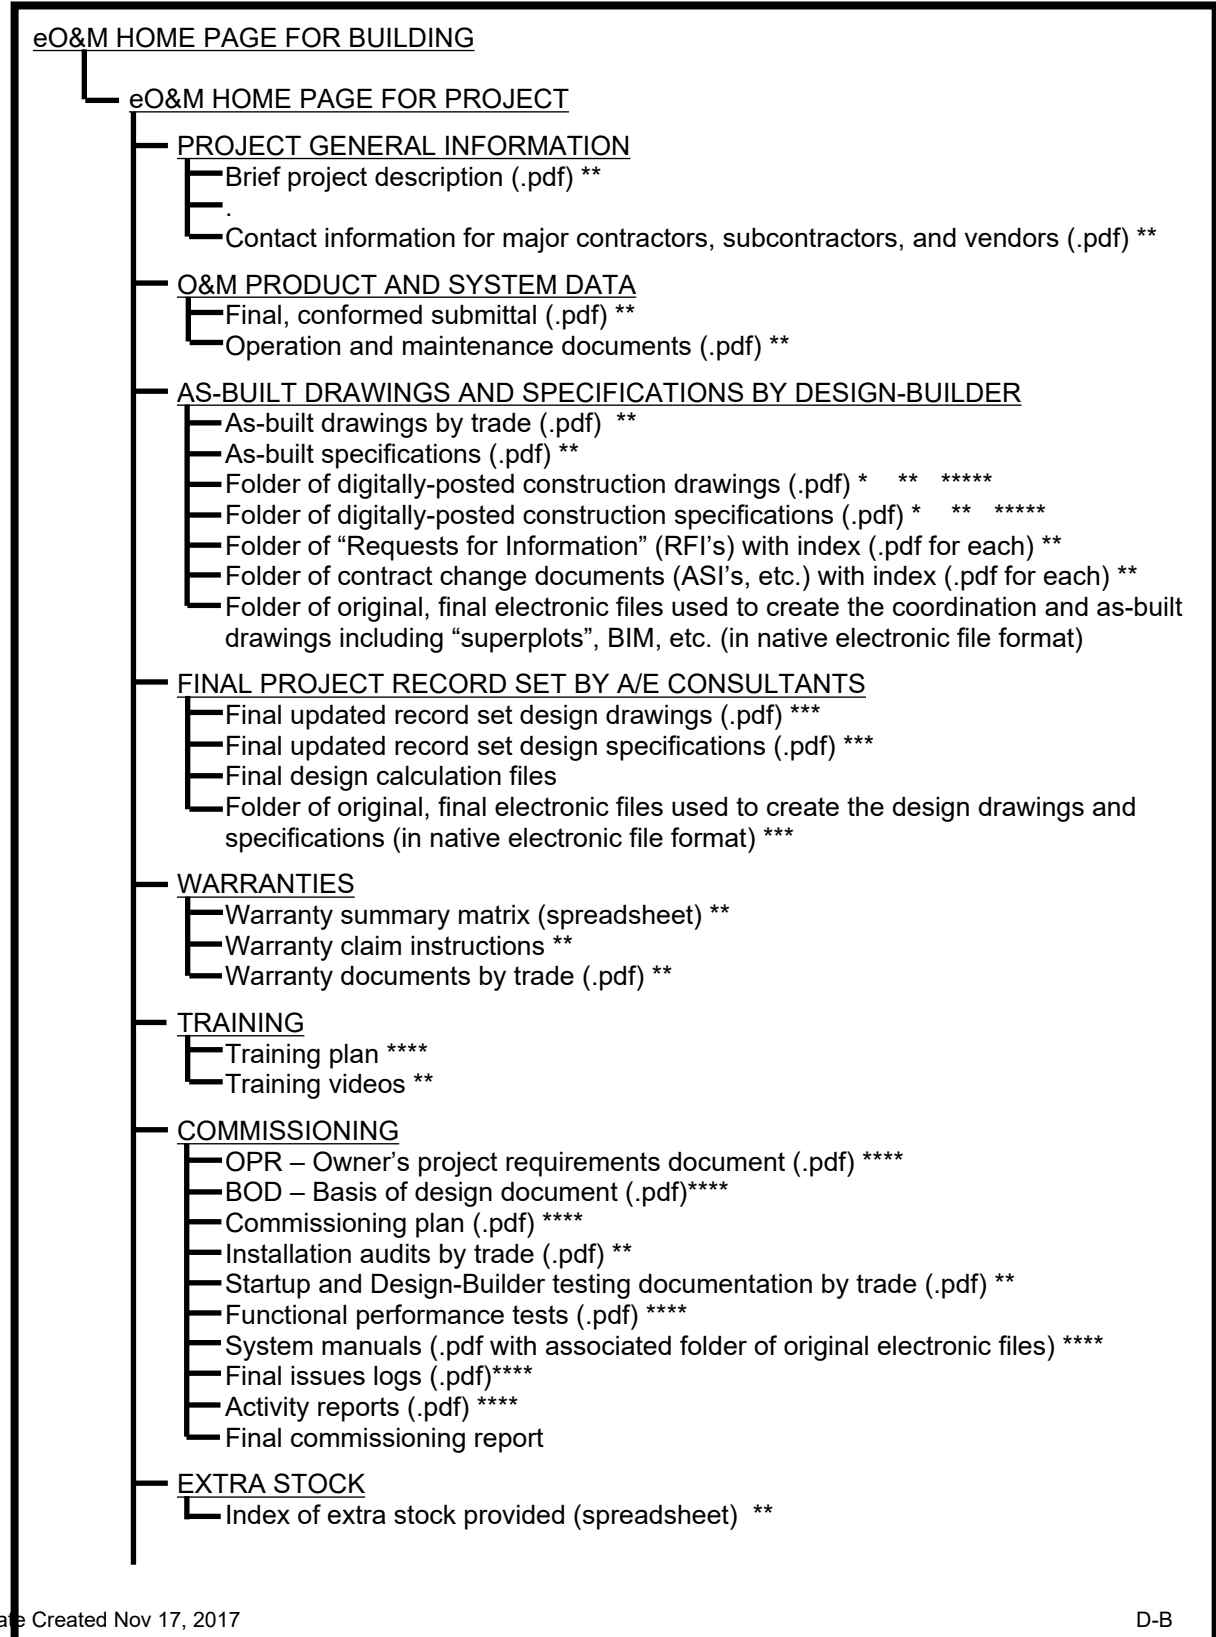 eO&M HOME PAGE FOR BUILDING
eO&M HOME PAGE FOR PROJECT
PROJECT GENERAL INFORMATION
Brief project description (.pdf) **
.
Contact information for major contractors, subcontractors, and vendors (.pdf) **
O&M PRODUCT AND SYSTEM DATA
Final, conformed submittal (.pdf) **
Operation and maintenance documents (.pdf) **
AS-BUILT DRAWINGS AND SPECIFICATIONS BY DESIGN-BUILDER
As-built drawings by trade (.pdf) **
As-built specifications (.pdf) **
Folder of digitally-posted construction drawings (.pdf) * ** *****
Folder of digitally-posted construction specifications (.pdf) * ** *****
Folder of “Requests for Information” (RFI's) with index (.pdf for each) **
Folder of contract change documents (ASI's, etc.) with index (.pdf for each) **
Folder of original, final electronic files used to create the coordination and as-built
drawings including “superplots”, BIM, etc. (in native electronic file format)
FINAL PROJECT RECORD SET BY A/E CONSULTANTS
Final updated record set design drawings (.pdf) ***
Final updated record set design specifications (.pdf) ***
Final design calculation files
Folder of original, final electronic files used to create the design drawings and
specifications (in native electronic file format) ***
WARRANTIES
Warranty summary matrix (spreadsheet) **
Warranty claim instructions **
Warranty documents by trade (.pdf) **
TRAINING
Training plan ****
Training videos **
COMMISSIONING
OPR – Owner's project requirements document (.pdf) ****
BOD – Basis of design document (.pdf)****
Commissioning plan (.pdf) ****
Installation audits by trade (.pdf) **
Startup and Design-Builder testing documentation by trade (.pdf) **
Functional performance tests (.pdf) ****
System manuals (.pdf with associated folder of original electronic files) ****
Final issues logs (.pdf)****
Activity reports (.pdf) ****
Final commissioning report
EXTRA STOCK
Index of extra stock provided (spreadsheet) **
Created Nov 17, 2017
D-B